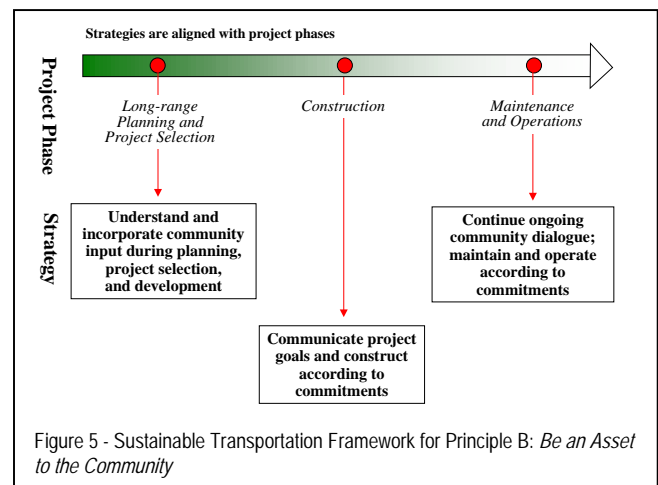 Strategies are aligned with project phases
Project Phase
Long-range
Planning and
Project Selection
Construction
Maintenance
and Operations
Strategy
Understand and
incorporate community
input during planning,
project selection,
and development
Continue ongoing
community dialogue;
maintain and operate
according to
commitments
Communicate project
goals and construct
according to
commitments
Figure 5 - Sustainable Transportation Framework for Principle B: Be an Asset
to the Community